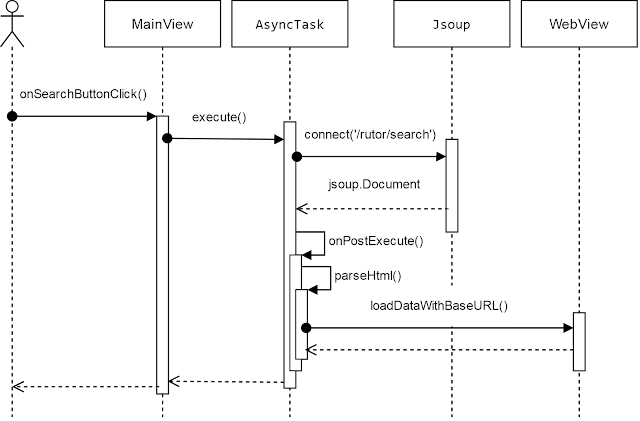 MainView
AsyncTask
Jsoup
WebView
onSearchButtonClick()
execute()
connect('/rutor/search')
jsoup.Document
onPostExecute()
parseHtml()
loadDataWithBaseURL()